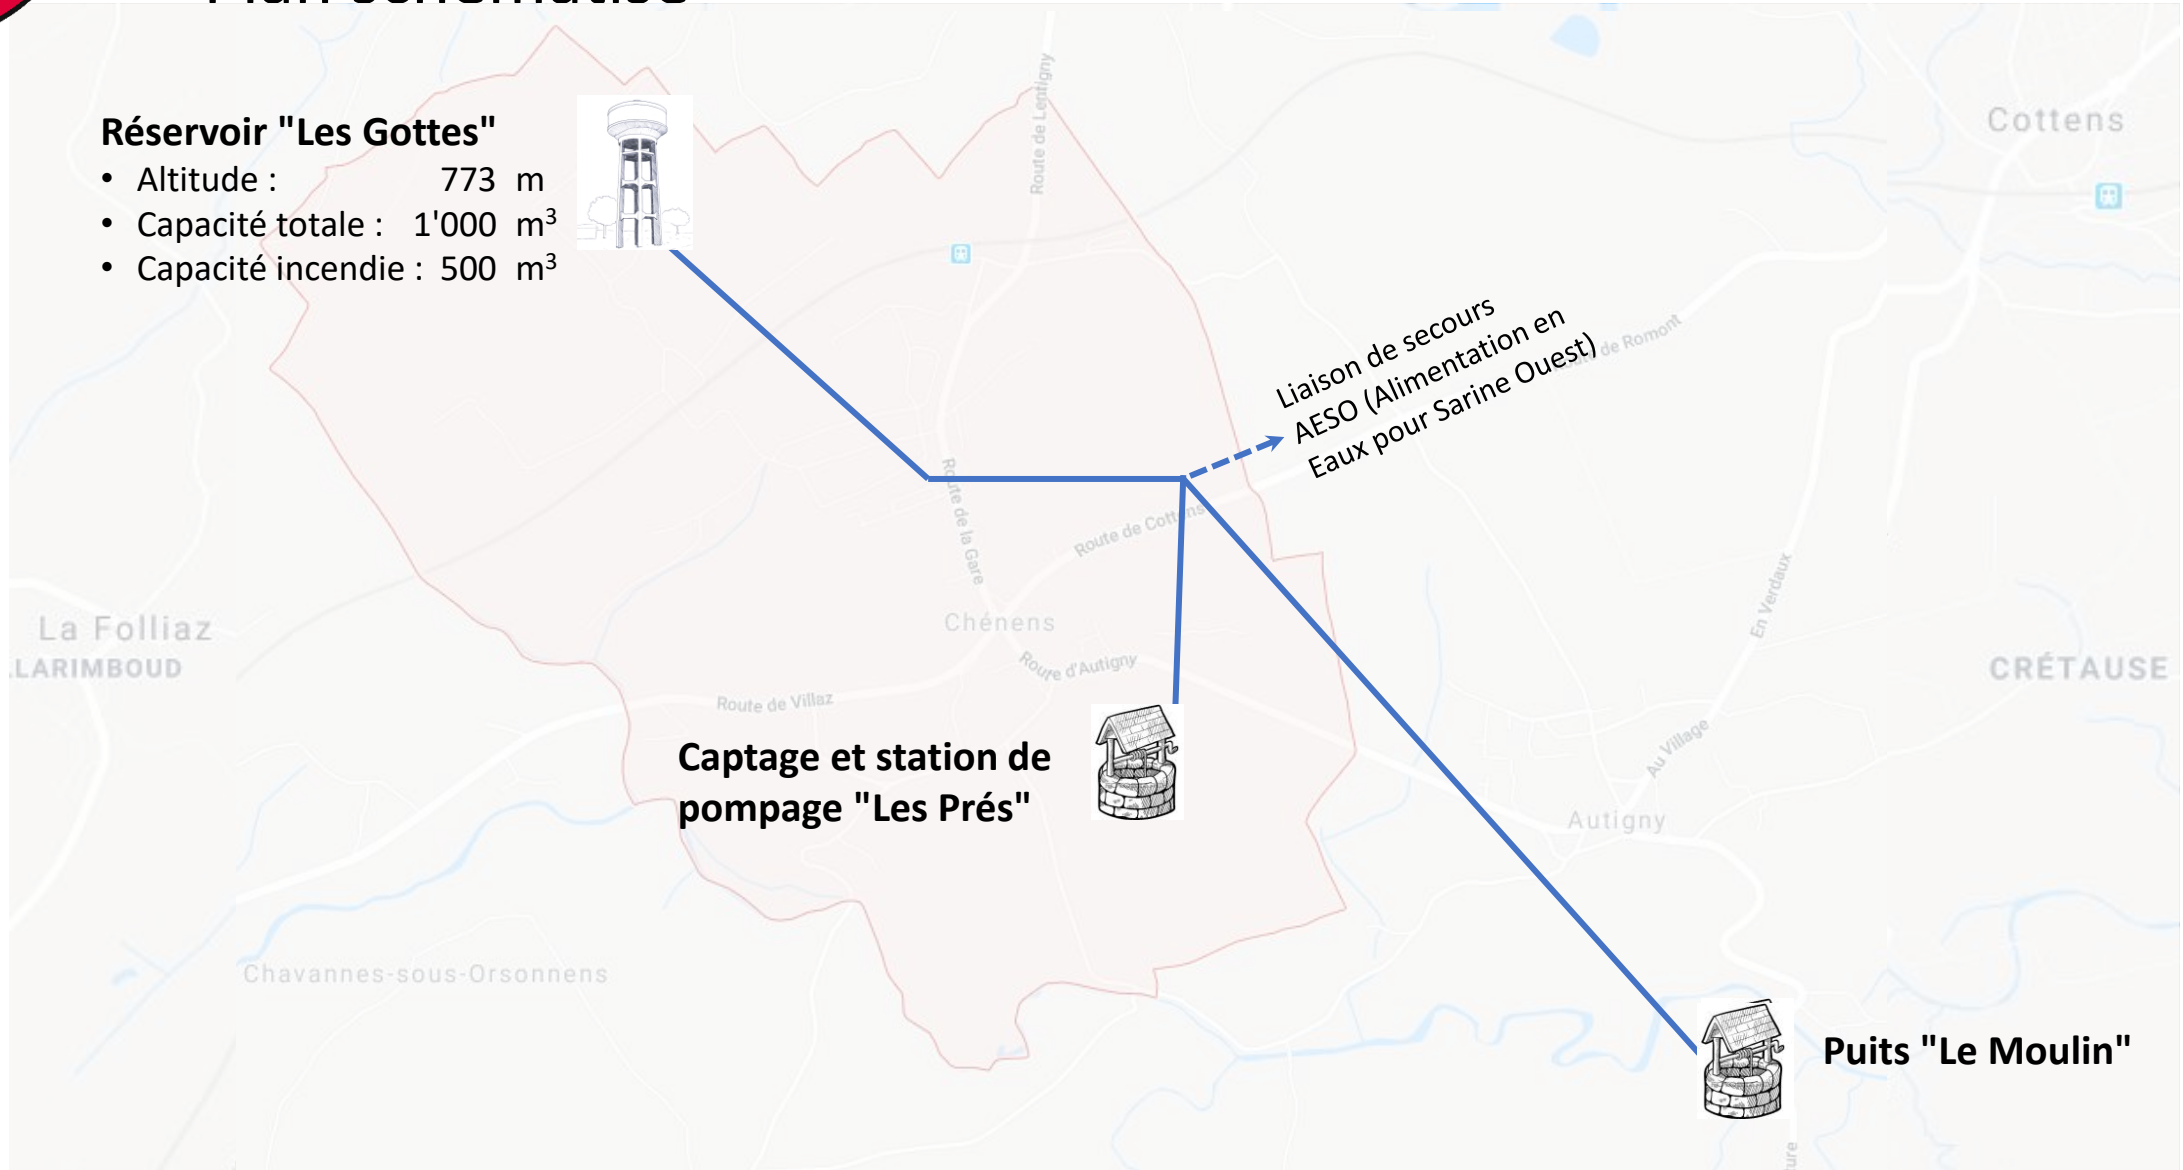 Plan schématisé
Réservoir "Les Gottes"
• Altitude : 773 m
• Capacité totale : 1'000 m³
• Capacité incendie : 500 m³
Cottens
Route de Lentigny
Liaison de secours
AESO (Alimentation en
Eaux pour Sarine Ouest)
de Romont
Route de la Gare
Route de Cottens
En Verdaux
La Folliaz
LARIMBOUD
Chénens
Route d'Autigny
CRÉTAUSE
Route de Villaz
Captage et station de
pompage "Les Prés"
Au Village
Autigny
Chavannes-sous-Orsonnens
Puits "Le Moulin"
ure